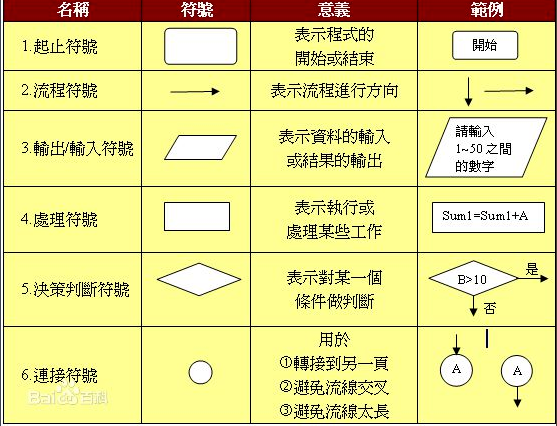 名稱 符號 意義 範例
1.起止符號
表示程式的
開始或結束
開始
2.流程符號
表示流程進行方向
3.輸出/輸入符號
表示資料的輸入
或結果的輸出
請輸入
1~50 之間
的數字
4.處理符號
表示執行或
處理某些工作
Sum1=Sum1+A
5.決策判斷符號
表示對某一個
條件做判斷
B>10
是
否
6.連接符號
用於
①轉接到另一頁
②避免流線交叉
③避免流線太長
A
A
Bai百科